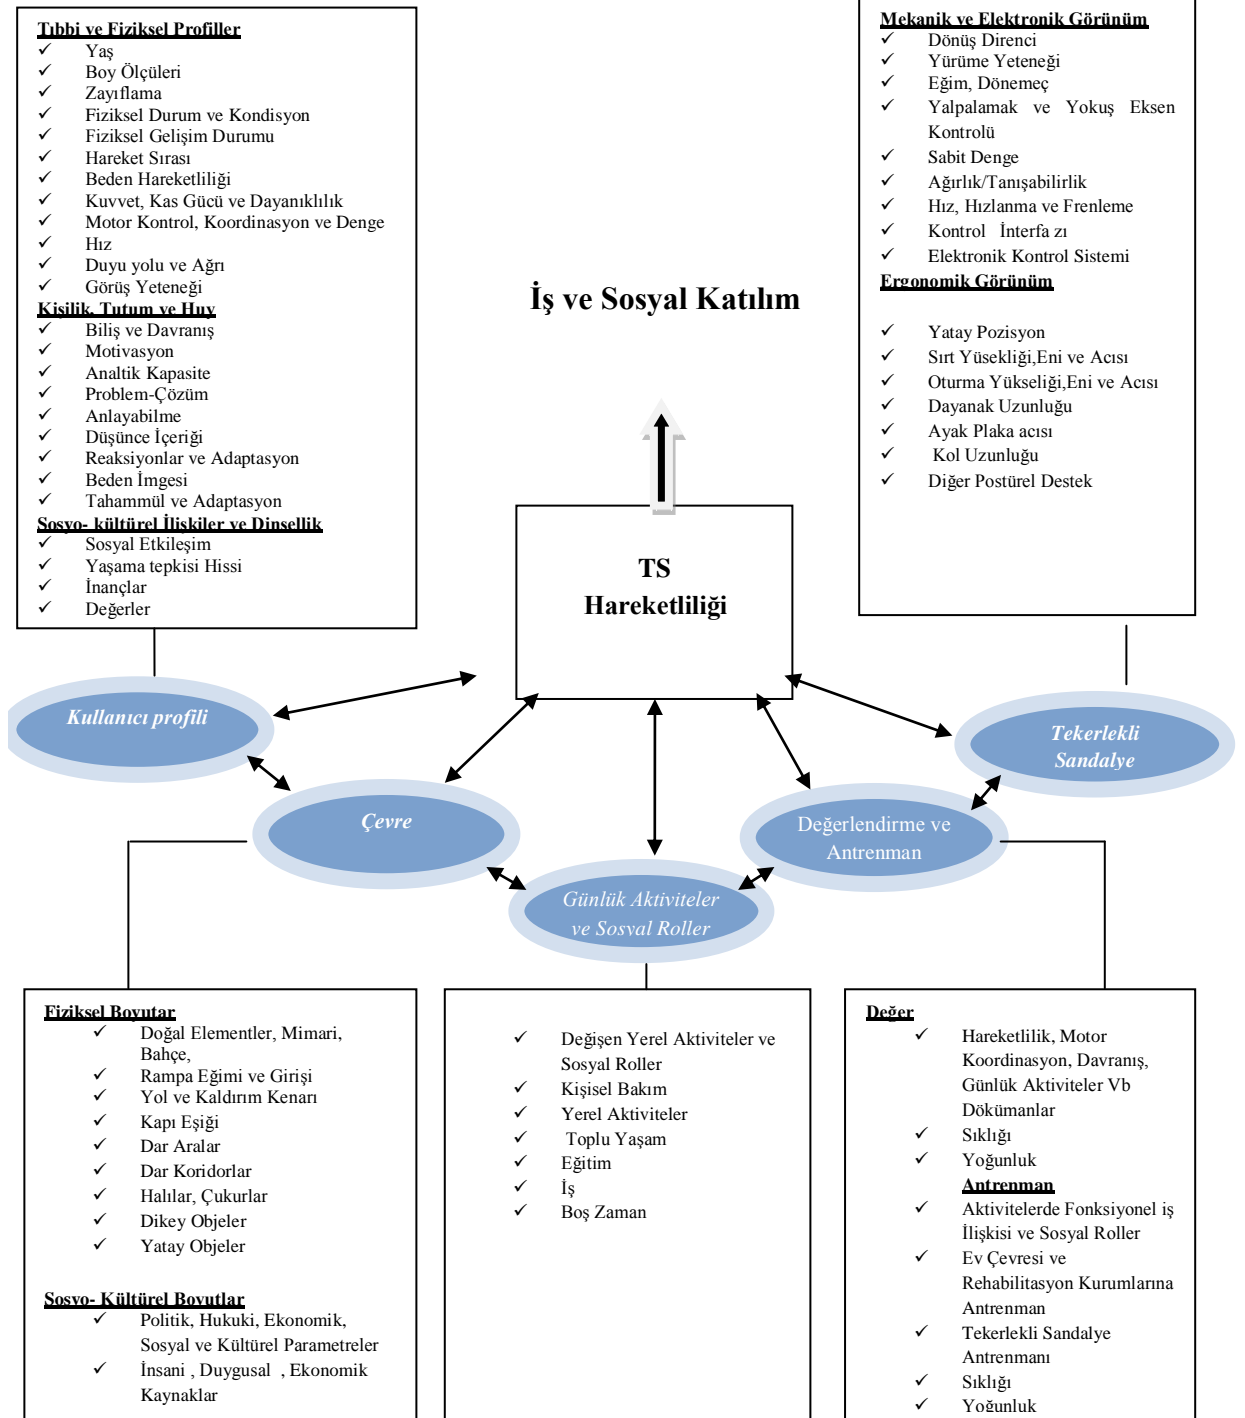 Tıbbi ve Fiziksel Profiller
✓ Yaş
✓ Boy Ölçüleri
✓ Zayıflama
✓ Fiziksel Durum ve Kondisyon
✓ Fiziksel Gelişim Durumu
✓ Hareket Sırası
✓ Beden Hareketliliği
✓ Kuvvet, Kas Gücü ve Dayanıklılık
✓ Motor Kontrol, Koordinasyon ve Denge
✓ Hız
✓ Duyu yolu ve Ağrı
✓ Görüş Yeteneği
Kişilik, Tutum ve Huy
✓ Biliş ve Davranış
✓ Motivasyon
✓ Analtik Kapasite
✓ Problem-Çözüm
✓ Anlayabilme
✓ Düşünce İçeriği
✓ Reaksiyonlar ve Adaptasyon
✓ Beden İmgesi
✓ Tahammül ve Adaptasyon
Sosyo- kültürel İlişkiler ve Dinsellik
✓ Sosyal Etkileşim
✓ Yaşama tepkisi Hissi
✓ İnançlar
✓ Değerler
Mekanik ve Elektronik Görünüm
✓ Dönüş Direnci
✓ Yürüme Yeteneği
✓ Eğim, Dönemeç
✓ Yalpalamak ve Yokuş Eksen
Kontrolü
✓ Sabit Denge
✓ Ağırlık/Tanışabilirlik
✓ Hız, Hızlanma ve Frenleme
✓ Kontrol İnterfa zı
✓ Elektronik Kontrol Sistemi
Ergonomik Görünüm
✓ Yatay Pozisyon
✓ Sırt Yüsekliği,Eni ve Acısı
✓ Oturma Yükseliği,Eni ve Acısı
✓ Dayanak Uzunluğu
✓ Ayak Plaka acısı
✓ Kol Uzunluğu
✓ Diğer Postürel Destek
İş ve Sosyal Katılım
TS
Hareketliliği
Kullanıcı profili
Çevre
Günlük Aktiviteler
ve Sosyal Roller
Değerlendirme ve
Antrenman
Tekerlekli
Sandalye
Fiziksel Boyutar
✓ Doğal Elementler, Mimari,
Bahçe,
✓ Rampa Eğimi ve Girişi
✓ Yol ve Kaldırım Kenarı
✓ Kapı Eşiği
✓ Dar Aralar
✓ Dar Koridorlar
✓ Halılar, Çukurlar
✓ Dikey Objeler
✓ Yatay Objeler
Sosyo- Kültürel Boyutlar
✓ Politik, Hukuki, Ekonomik,
Sosyal ve Kültürel Parametreler
✓ İnsani , Duygusal , Ekonomik
Kaynaklar
✓ Değişen Yerel Aktiviteler ve
Sosyal Roller
✓ Kişisel Bakım
✓ Yerel Aktiviteler
✓ Toplu Yaşam
✓ Eğitim
✓ İş
✓ Boş Zaman
Değer
✓ Hareketlilik, Motor
Koordinasyon, Davranış,
Günlük Aktiviteler Vb
Dökümanlar
✓ Sıklığı
✓ Yoğunluk
Antrenman
✓ Aktivitelerde Fonksiyonel iş
İlişkisi ve Sosyal Roller
✓ Ev Çevresi ve
Rehabilitasyon Kurumlarına
Antrenman
✓ Tekerlekli Sandalye
Antrenmanı
✓ Sıklığı
✓ Yoğunluk